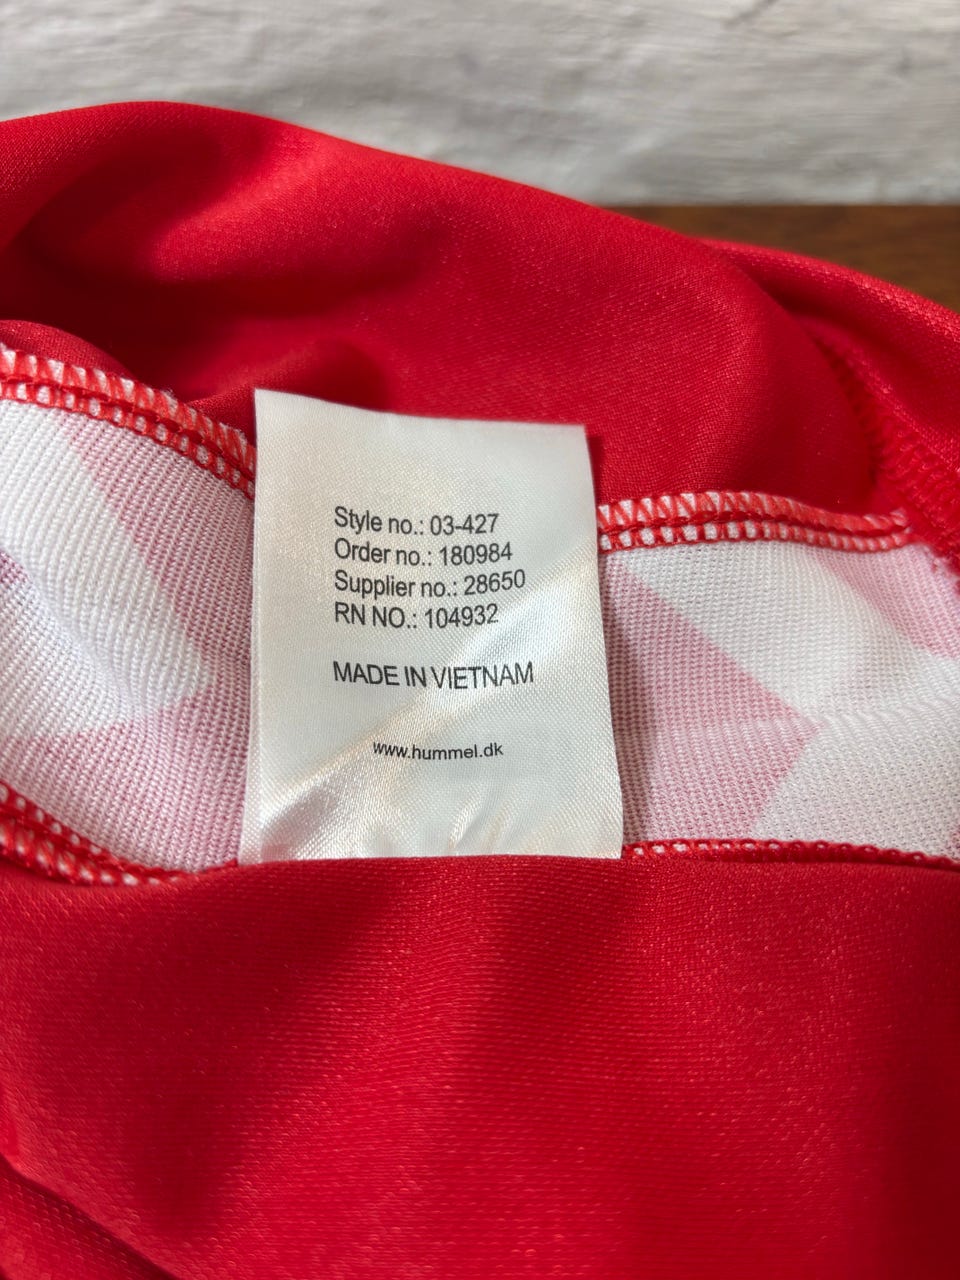 Style no.: 03-427
Order no.: 180984
Supplier no.: 28650
RN NO.: 104932
MADE IN VIETNAM
www.hummel.dk